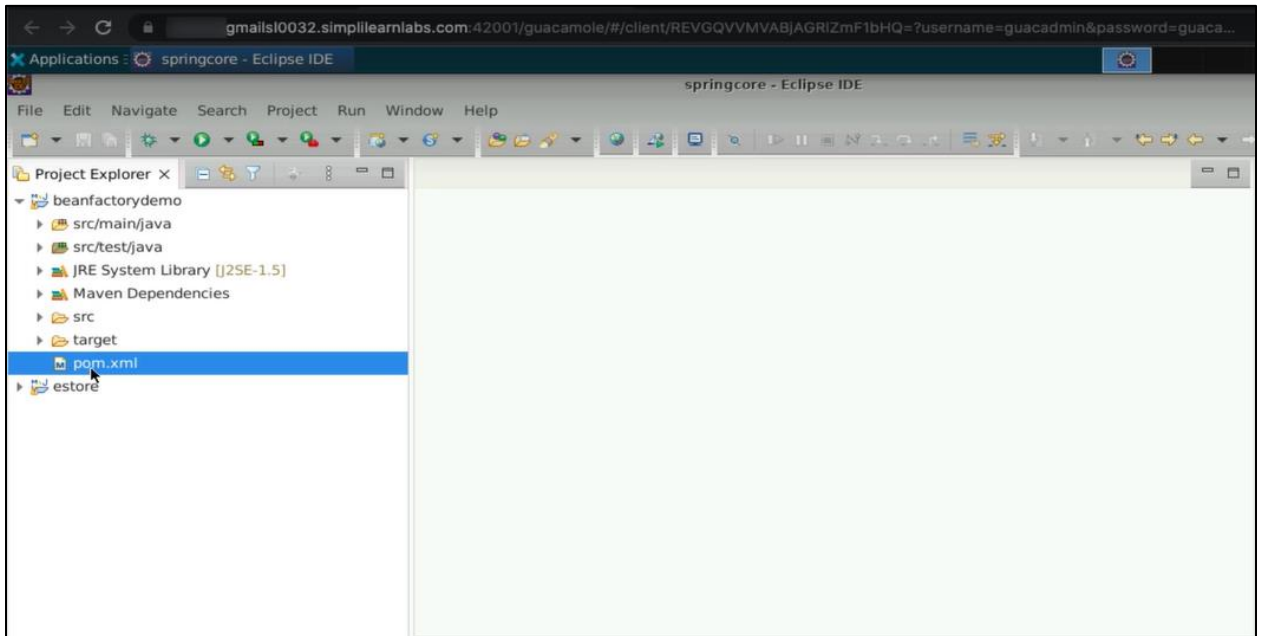 gmailsl0032.simplilearnlabs.com:42001/guacamole/#/client/REVGQVVMVABjAGRlZmF1bHQ=?username=guacadmin&password=guaca...
Applications springcore - Eclipse IDE
springcore - Eclipse IDE
File Edit Navigate Search Project Run Window Help
Project Explorer
beanfactorydemo
src/main/java
src/test/java
JRE System Library [J2SE-1.5]
Maven Dependencies
src
target
pom.xml
estore